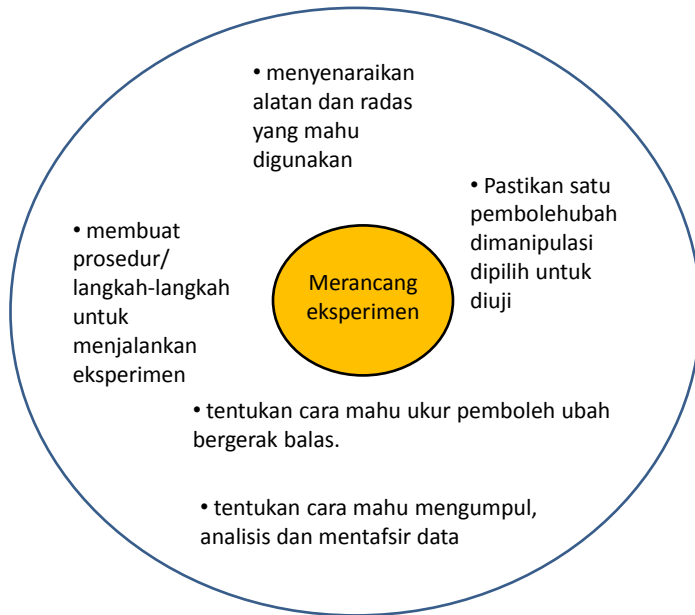 • menyenaraikan
alatan dan radas
yang mahu
digunakan
• Pastikan satu
pembolehubah
dimanipulasi
dipilih untuk
diuji
• membuat
prosedur/
langkah-langkah
untuk
menjalankan
eksperimen
Merancang
eksperimen
• tentukan cara mahu ukur pemboleh ubah
bergerak balas.
• tentukan cara mahu mengumpul,
analisis dan mentafsir data